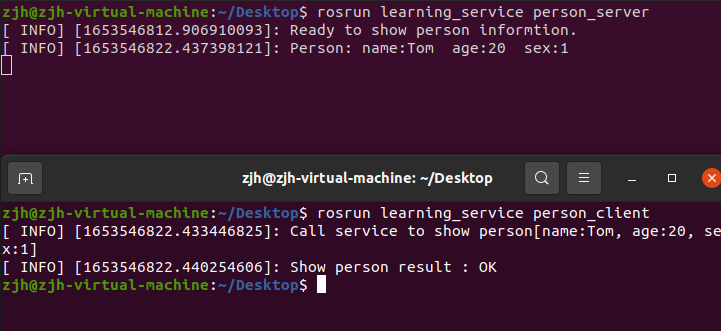 zjh@zjh-virtual-machine:~/Desktop$ rosrun learning_service person_server
[ INFO] [1653546812.906910093]: Ready to show person informtion.
[ INFO] [1653546822.437398121]: Person: name:Tom  age:20  sex:1
zjh@zjh-virtual-machine: ~/Desktop
zjh@zjh-virtual-machine:~/Desktop$ rosrun learning_service person_client
[ INFO] [1653546822.433446825]: Call service to show person[name:Tom, age:20, se
x:1]
[ INFO] [1653546822.440254606]: Show person result : OK
zjh@zjh-virtual-machine:~/Desktop$